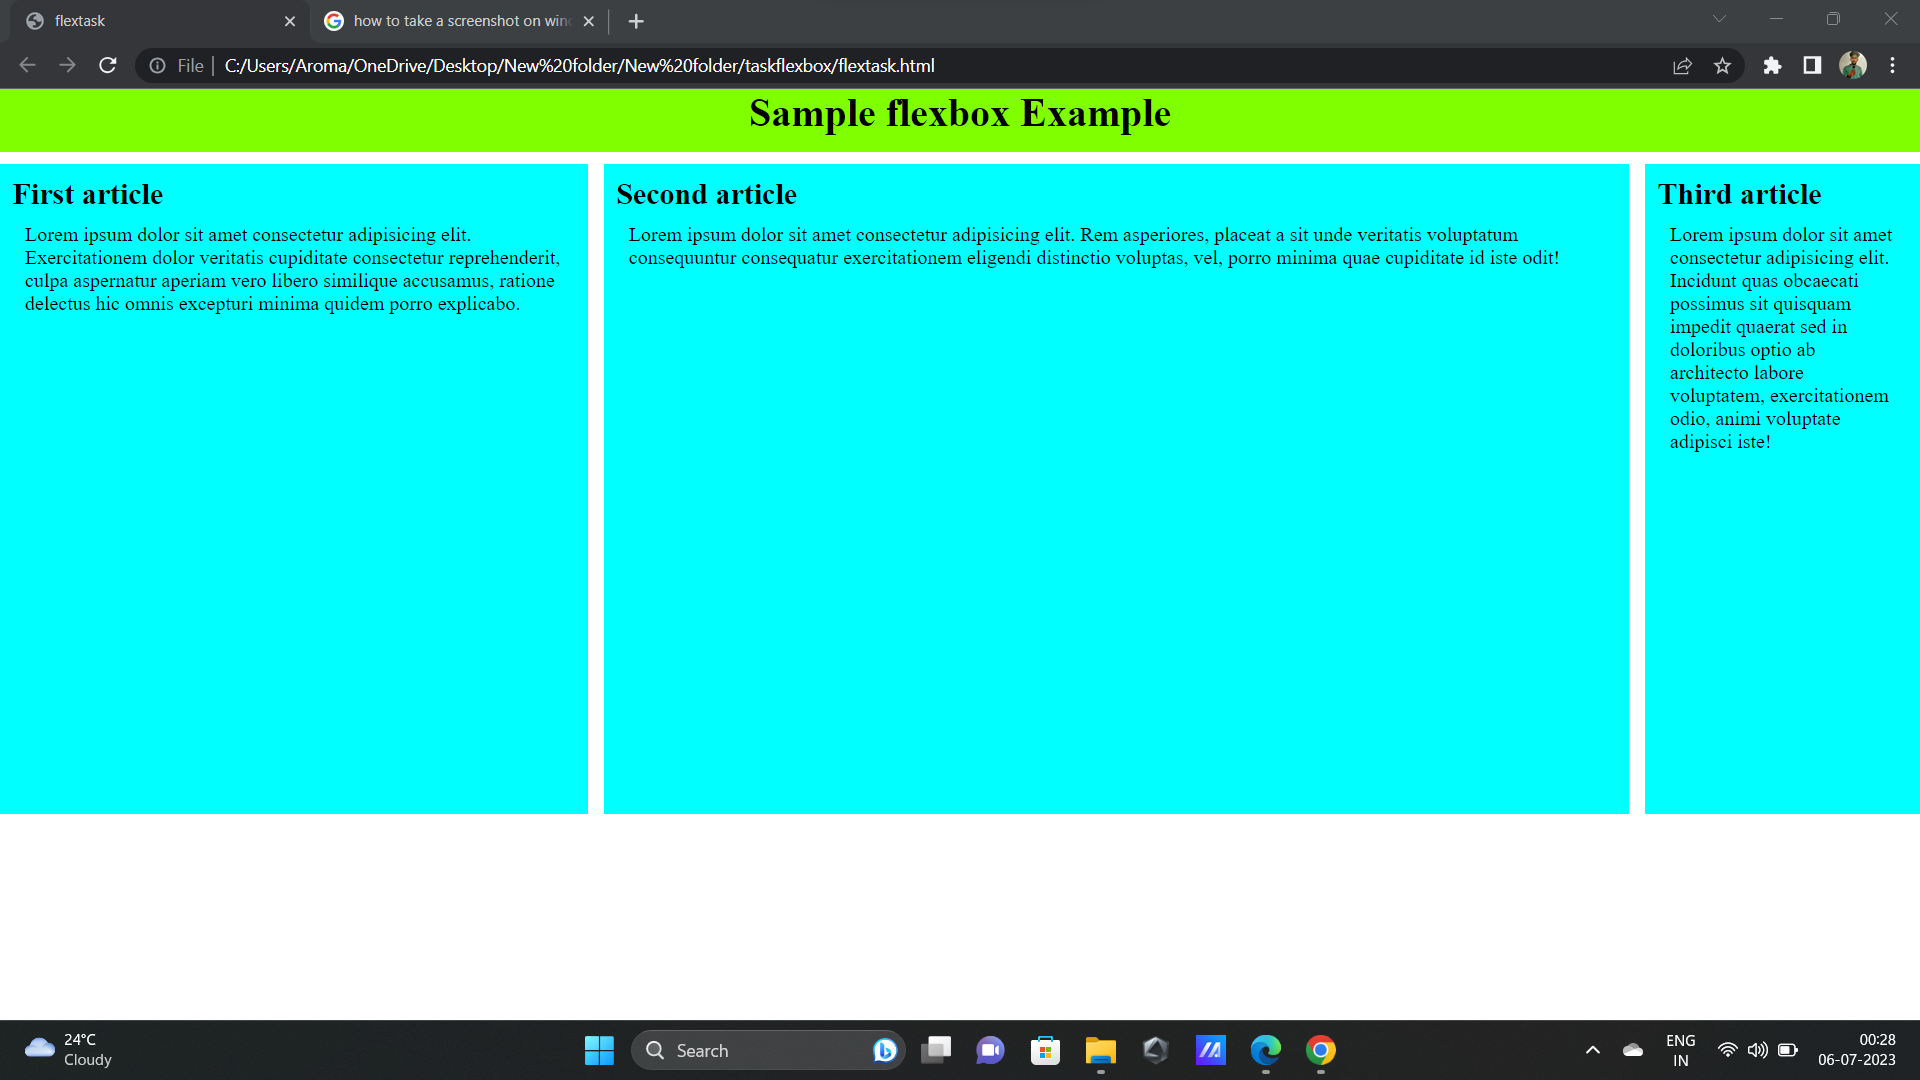 flextask
how to take a screenshot on wind
File
C:/Users/Aroma/OneDrive/Desktop/New%20folder/New%20folder/taskflexbox/flextask.html
Sample flexbox Example
First article
Lorem ipsum dolor sit amet consectetur adipisicing elit.
Exercitationem dolor veritatis cupiditate consectetur reprehenderit,
culpa aspernatur aperiam vero libero similique accusamus, ratione
delectus hic omnis excepturi minima quidem porro explicabo.
Second article
Lorem ipsum dolor sit amet consectetur adipisicing elit. Rem asperiores, placeat a sit unde veritatis voluptatum
consequuntur consequatur exercitationem eligendi distinctio voluptas, vel, porro minima quae cupiditate id iste odit!
Third article
Lorem ipsum dolor sit amet
consectetur adipisicing elit.
Incidunt quas obcaecati
possimus sit quisquam
impedit quaerat sed in
doloribus optio ab
architecto labore
voluptatem, exercitationem
odio, animi voluptate
adipisci iste!
24°C
Cloudy
Search
ENG
IN
00:28
06-07-2023